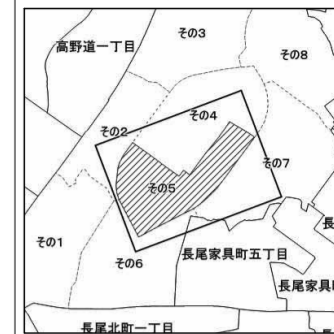 その3
高野道一丁目
その8
その4
その2
その7
その5
その1
その6
長尾家具町五丁目
長尾家具
長尾北町一丁目